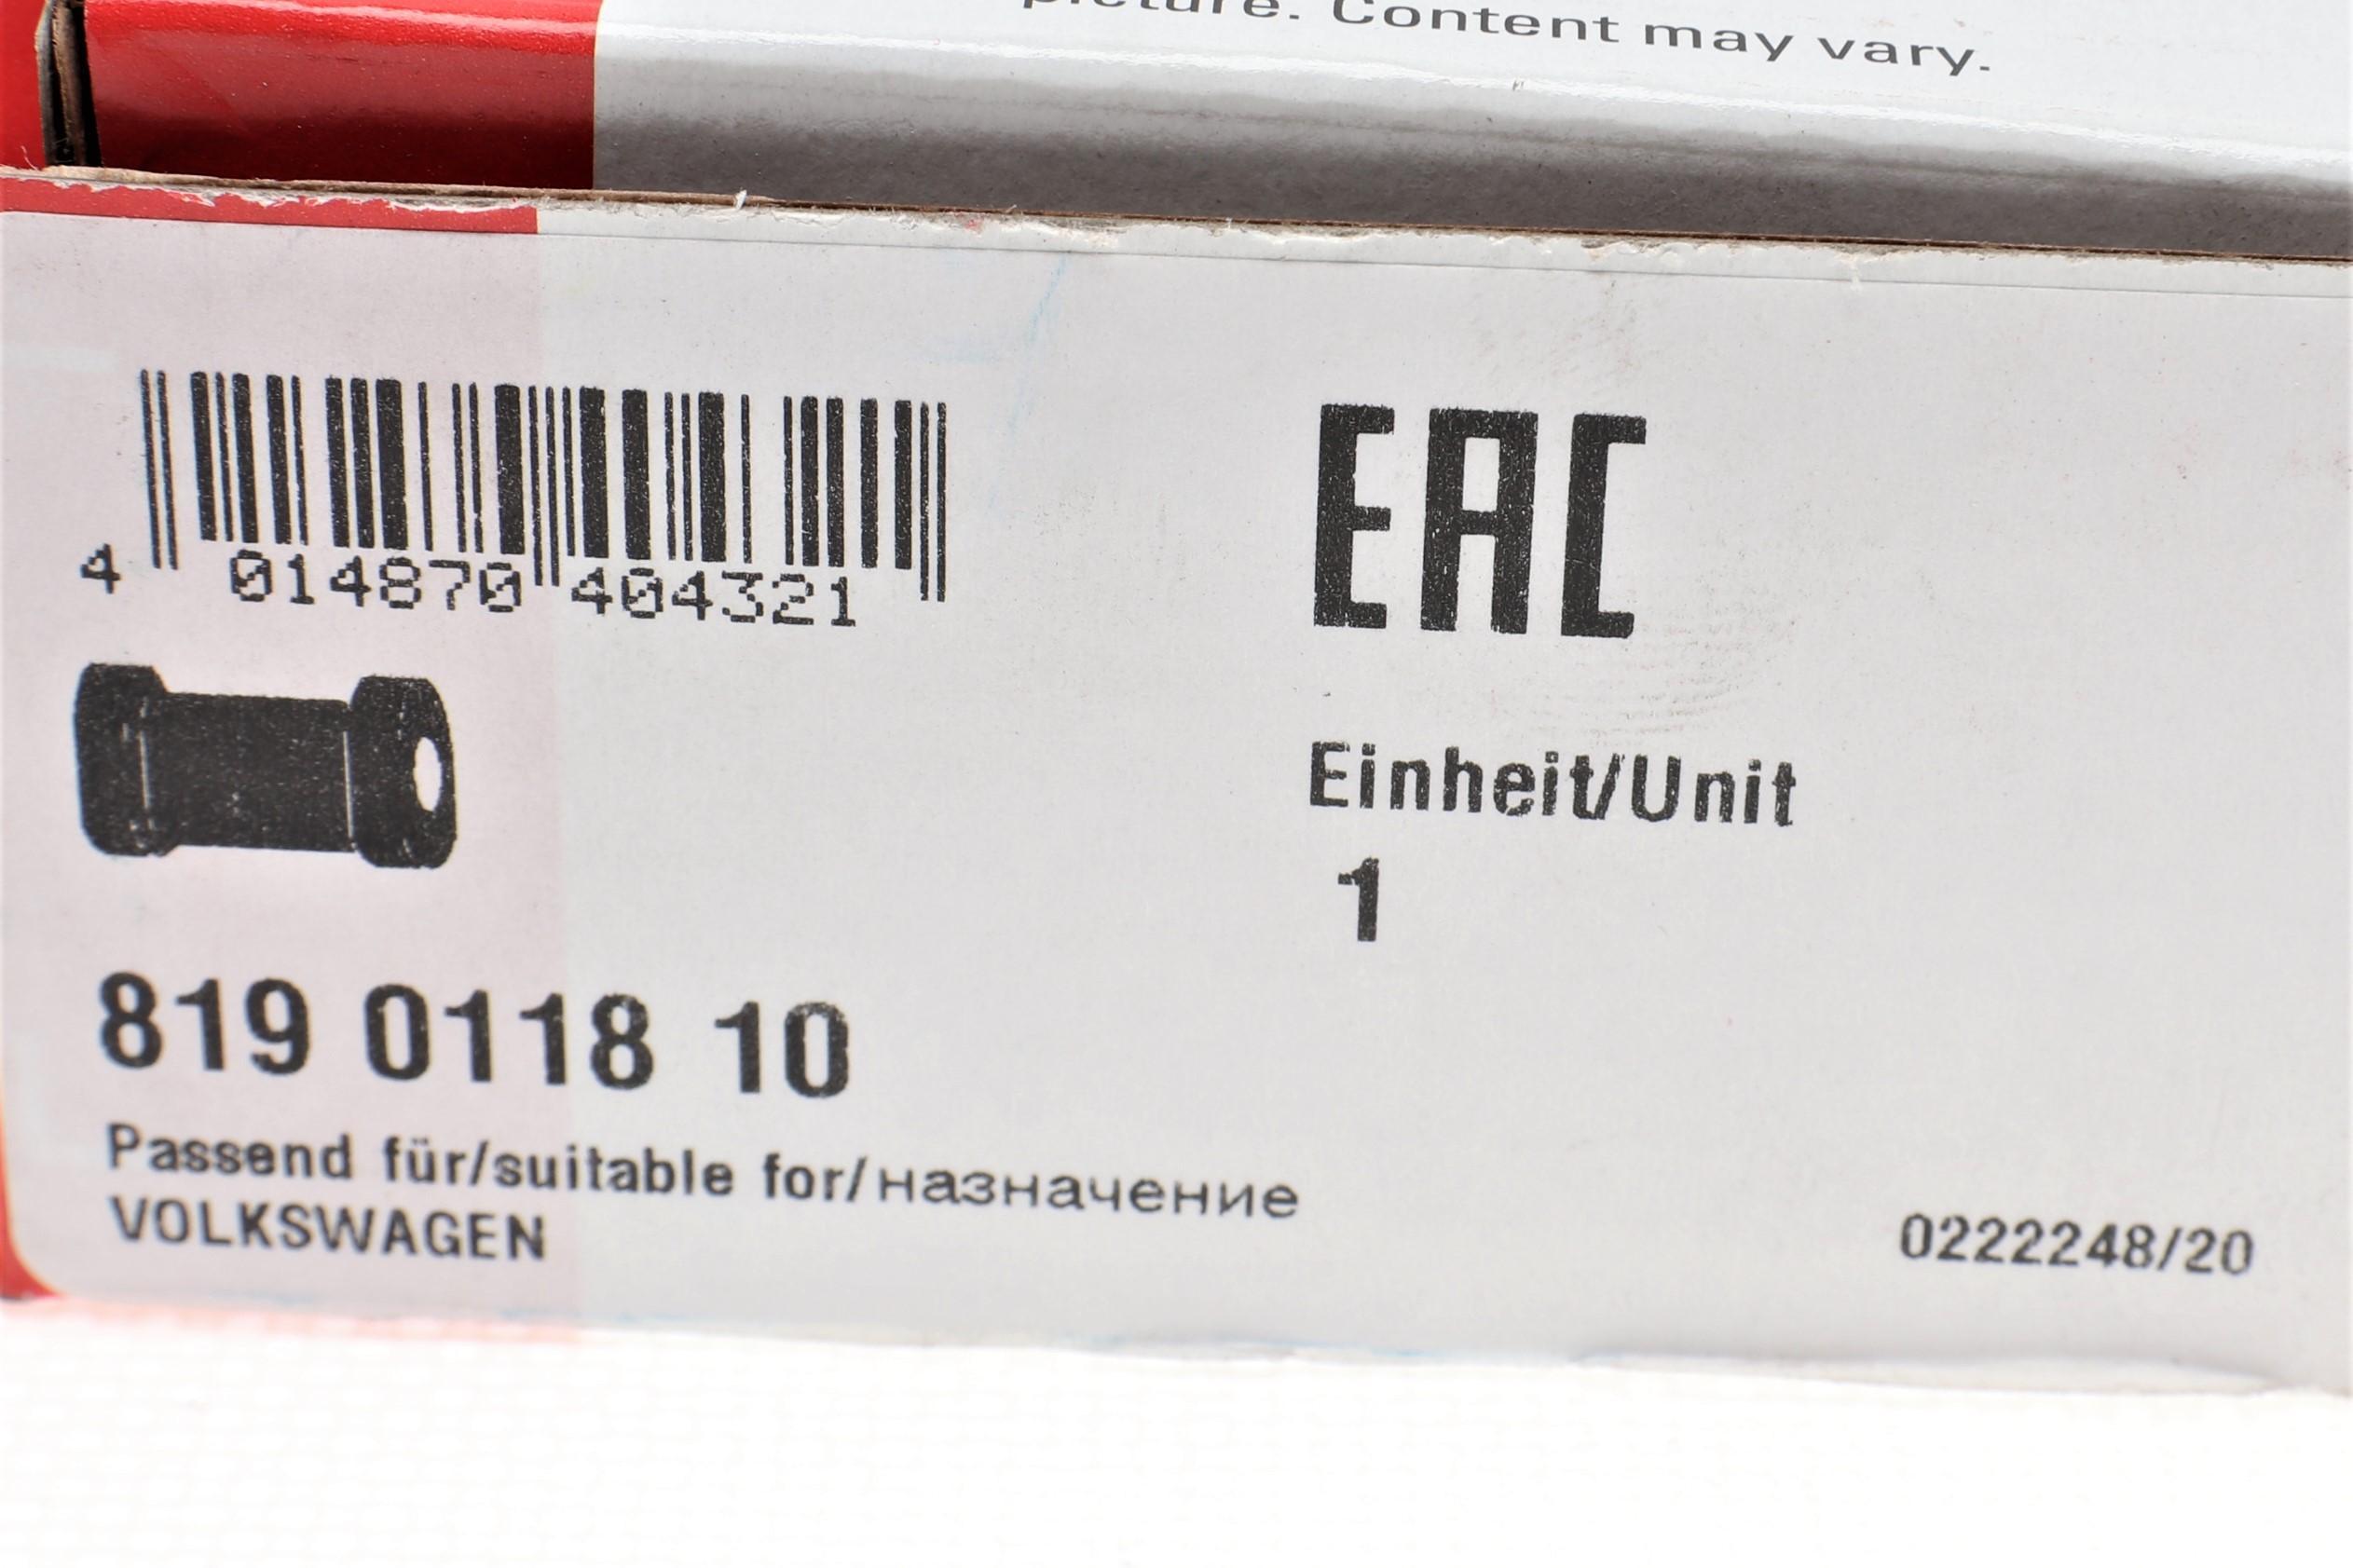 picture. Content may vary.
4 014870 404321
EAC
Einheit/Unit
1
819 0118 10
Passend für/suitable for/назначение
VOLKSWAGEN
0222248/20